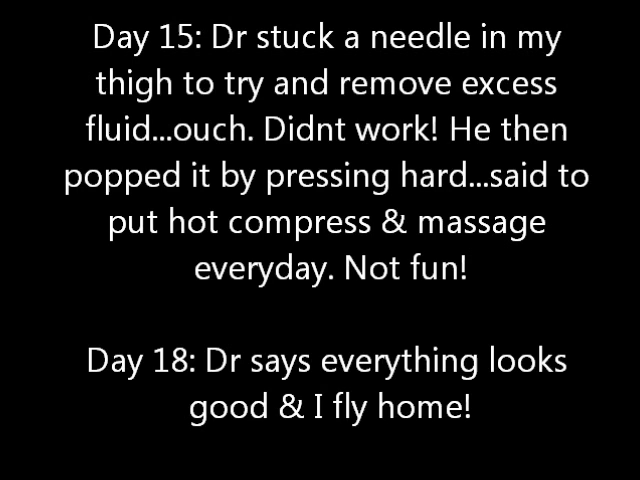 Day 15: Dr stuck a needle in my
thigh to try and remove excess
fluid...ouch. Didnt work! He then
popped it by pressing hard...said to
put hot compress & massage
everyday. Not fun!
Day 18: Dr says everything looks
good & I fly home!